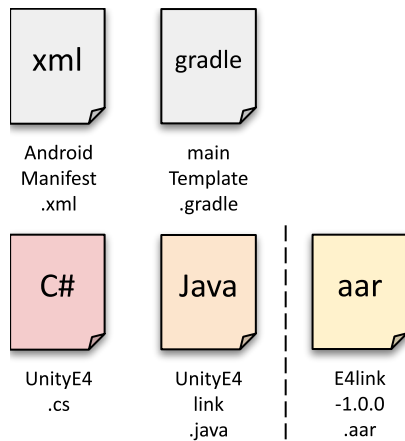 xml
gradle
Android
Manifest
.xml
main
Template
.gradle
C#
Java
aar
UnityE4
.cs
UnityE4
link
.java
E4link
-1.0.0
.aar